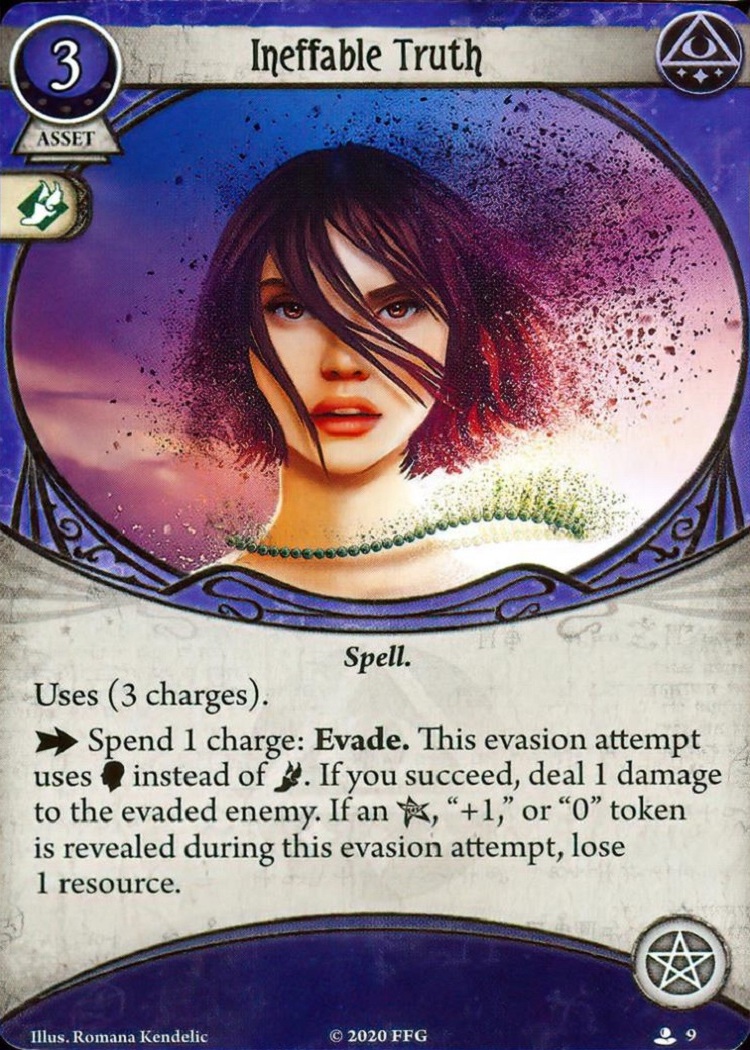 3
Ineffable Truth
ASSET
Spell.
Uses (3 charges).
Spend 1 charge: Evade. This evasion attempt
uses instead of . If you succeed, deal 1 damage
to the evaded enemy. If an , “+1,” or “0” token
is revealed during this evasion attempt, lose
1 resource.
Illus. Romana Kendelic
© 2020 FFG
9